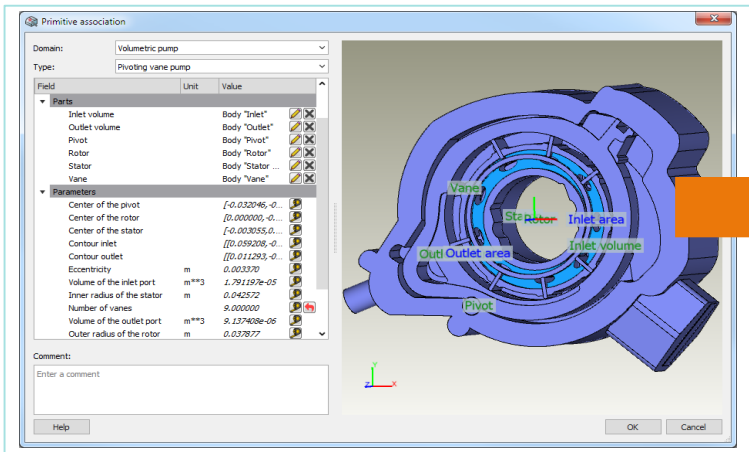 Primitive association
Domain: Volumetric pump
Type: Pivoting vane pump
Field Unit Value
Parts
Inlet volume Body "Inlet"
Outlet volume Body "Outlet"
Pivot Body "Pivot"
Rotor Body "Rotor"
Stator Body "Stator ...
Vane Body "Vane"
Parameters
Center of the pivot [-0.032046,-0...
Center of the rotor [0.000000,-0....
Center of the stator [-0.003055,0....
Contour inlet [[0.059208,-0...
Contour outlet [[0.011293,-0...
Eccentricity m 0.003370
Volume of the inlet port m**3 1.791197e-05
Inner radius of the stator m 0.042572
Number of vanes 9.000000
Volume of the outlet port m**3 9.137408e-06
Outer radius of the rotor m 0.037877
Comment:
Enter a comment
Help
Vane
Rotor Inlet area
Outlet area Inlet volume
Pivot
Y
Z X
OK Cancel